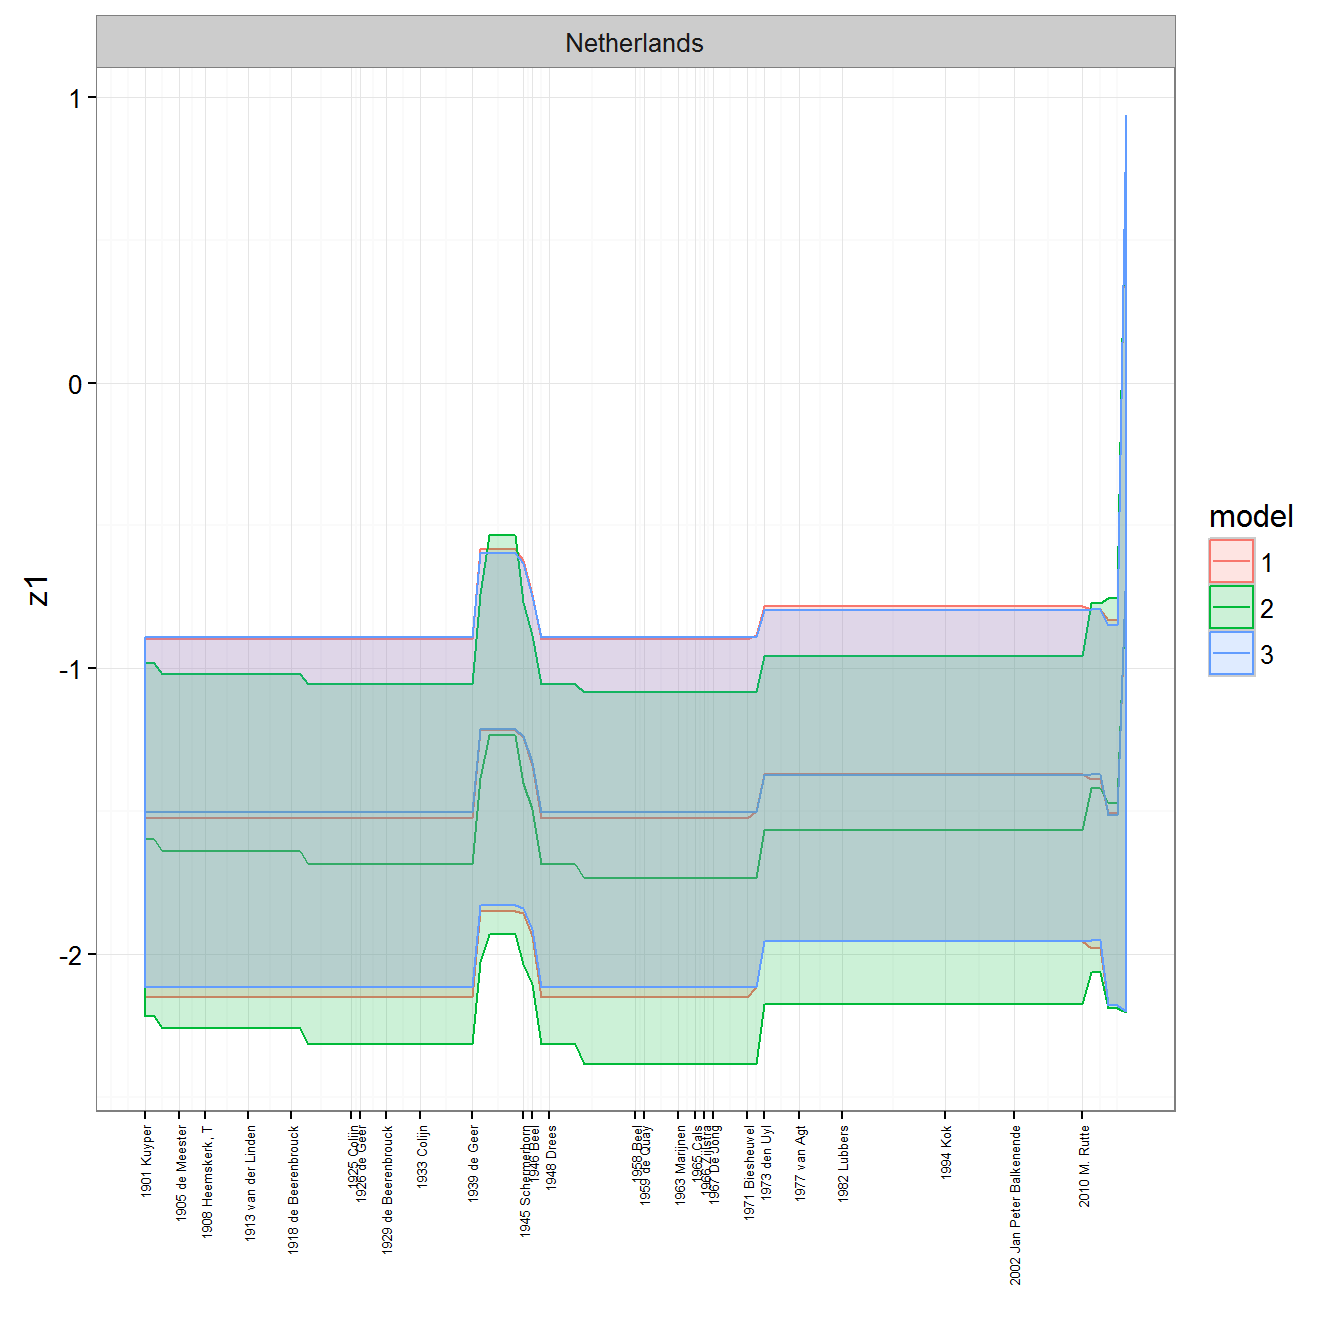 Netherlands
1
0
-1
-2
z1
model
1
2
3
1901 Kuyper
1905 de Meester
1908 Heemskerk, T
1913 van der Linden
1918 de Beerenbrouck
1925 Colijn
1926 de Geer
1929 de Beerenbrouck
1933 Colijn
1939 de Geer
1945 Schermerhorn
1946 Beel
1948 Drees
1958 Beel
1959 de Quay
1963 Marijnen
1965 Cals
1966 Zijlstra
1967 De Jong
1971 Biesheuvel
1973 den Uyl
1977 van Agt
1982 Lubbers
1994 Kok
2002 Jan Peter Balkenende
2010 M. Rutte